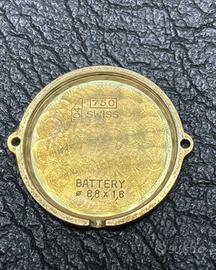 750
SWISS
BATTERY
ø 6,8 x 1,6